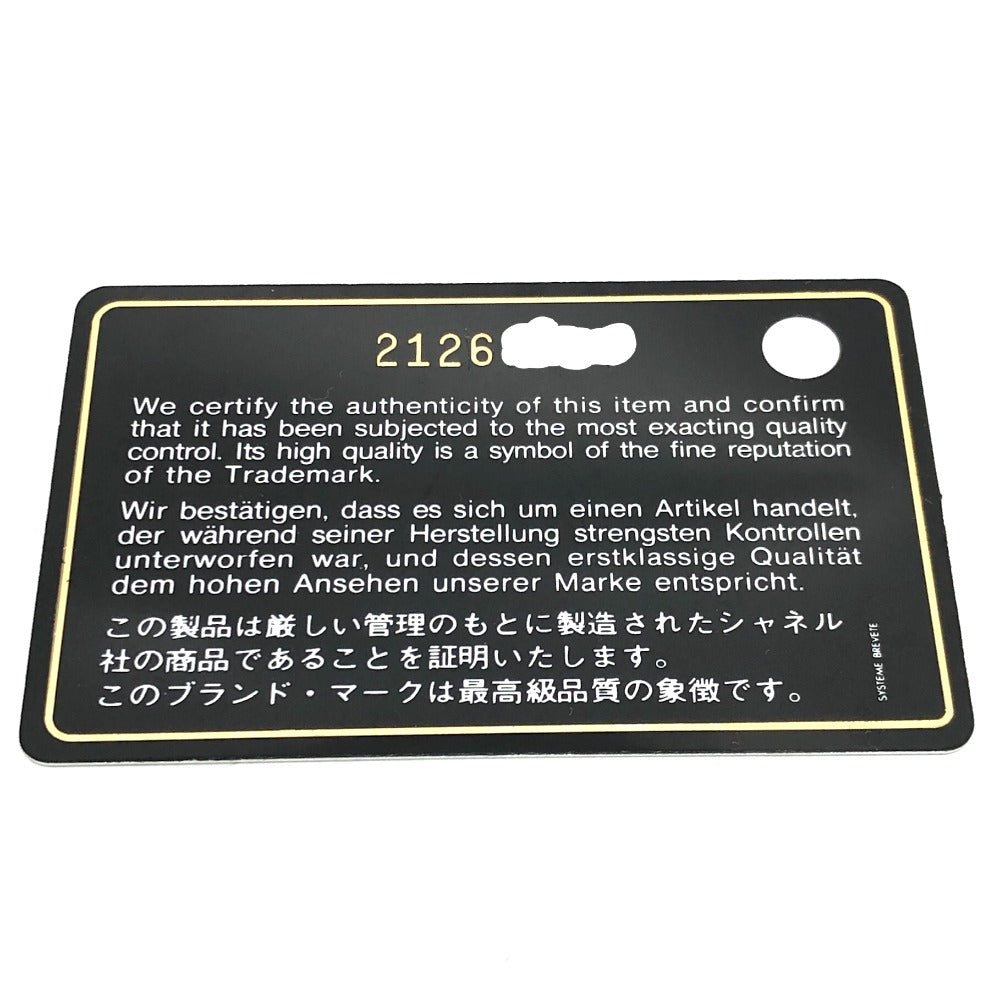 2126
We certify the authenticity of this item and confirm
that it has been subjected to the most exacting quality
control. Its high quality is a symbol of the fine reputation
of the Trademark.
Wir bestätigen, dass es sich um einen Artikel handelt,
der während seiner Herstellung strengsten Kontrollen
unterworfen war, und dessen erstklassige Qualität
dem hohen Ansehen unserer Marke entspricht.
この製品は厳しい管理のもとに製造されたシャネル
社の商品であることを証明いたします。
このブランド・マークは最高級品質の象徴です。
SYSTEME BREVETE